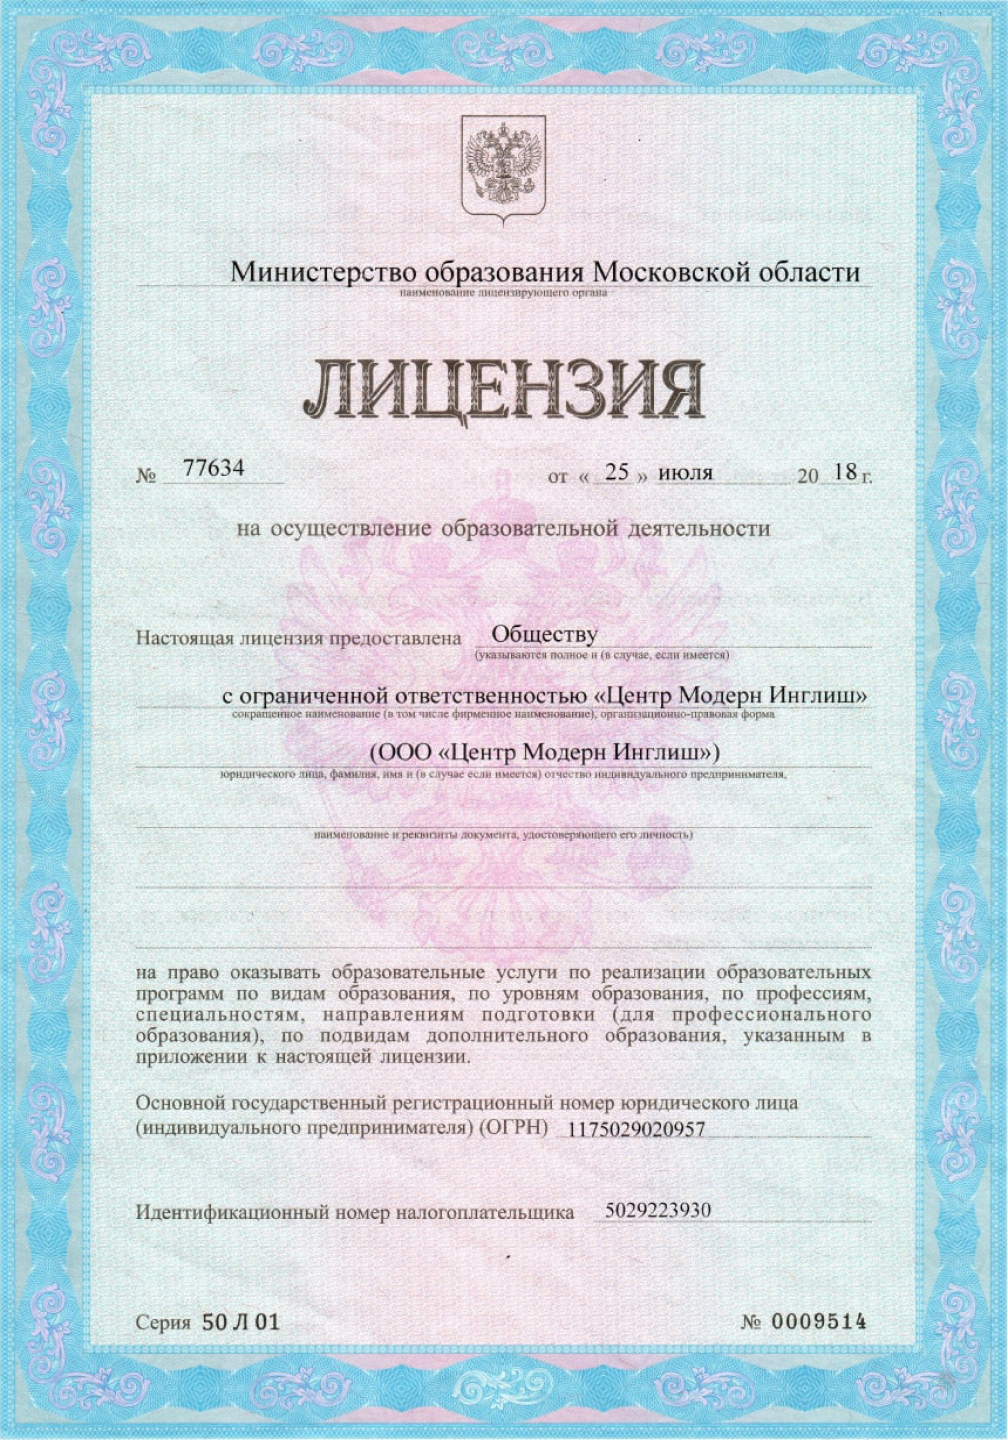 Министерство образования Московской области
наименование лицензирующего органа
ЛИЦЕНЗИЯ
№ 77634 от « 25 » июля 20 18 г.
на осуществление образовательной деятельности
Настоящая лицензия предоставлена Обществу
(указываются полное и (в случае, если имеется)
с ограниченной ответственностью «Центр Модерн Инглиш»
сокращенное наименование (в том числе фирменное наименование), организационно-правовая форма
(ООО «Центр Модерн Инглиш»)
юридического лица, фамилия, имя и (в случае если имеется) отчество индивидуального предпринимателя,
наименование и реквизиты документа, удостоверяющего его личность)
на право оказывать образовательные услуги по реализации образовательных
программ по видам образования, по уровням образования, по профессиям,
специальностям, направлениям подготовки (для профессионального
образования), по подвидам дополнительного образования, указанным в
приложении к настоящей лицензии.
Основной государственный регистрационный номер юридического лица
(индивидуального предпринимателя) (ОГРН) 1175029020957
Идентификационный номер налогоплательщика 5029223930
Серия 50 Л 01 № 0009514